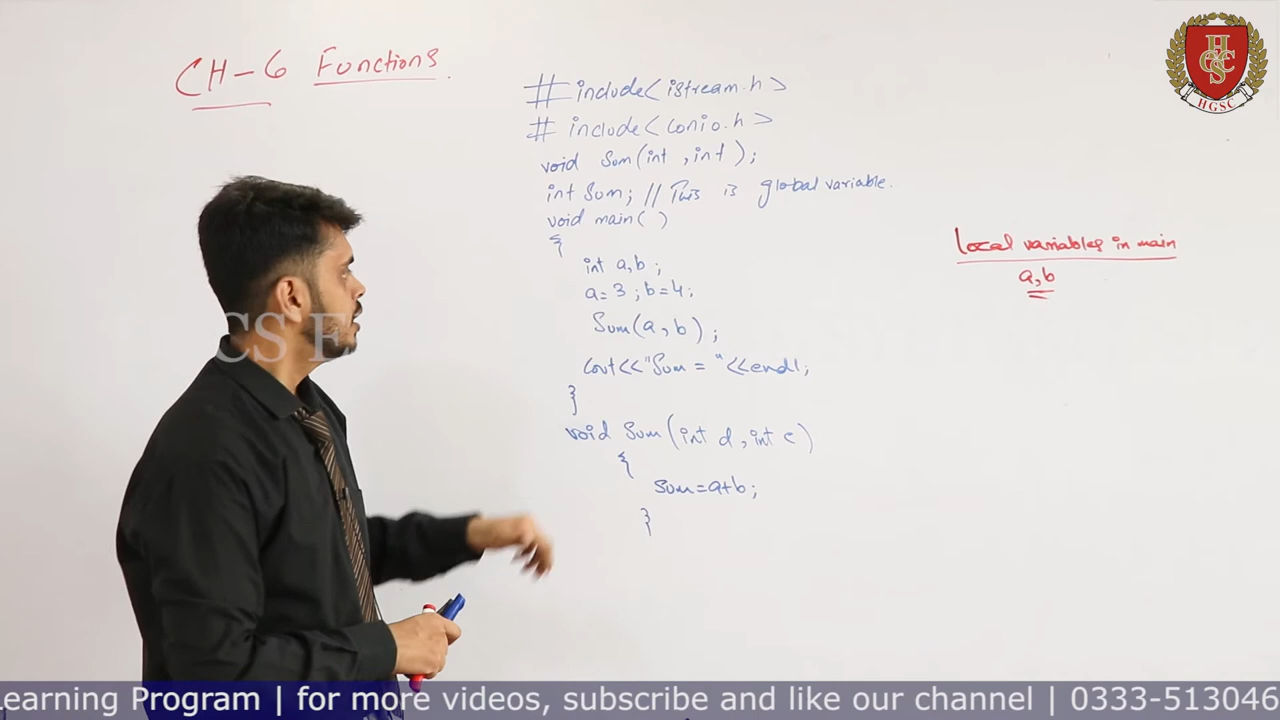 CH-6 Functions.
# include<istream.h>
# include<conio.h>
void Sum(int ,int );
int Sum; // This is global variable.
void main( )
{
int a,b ;
a=3 ; b=4;
Sum(a , b) ;
cout<<"Sum = "<<endl;
}
void Sum(int d ,int c)
{
Sum=a+b;
}
Local variables in main
a,b
HGSC
HGSC
CS E
Learning Program | for more videos, subscribe and like our channel | 0333-513046